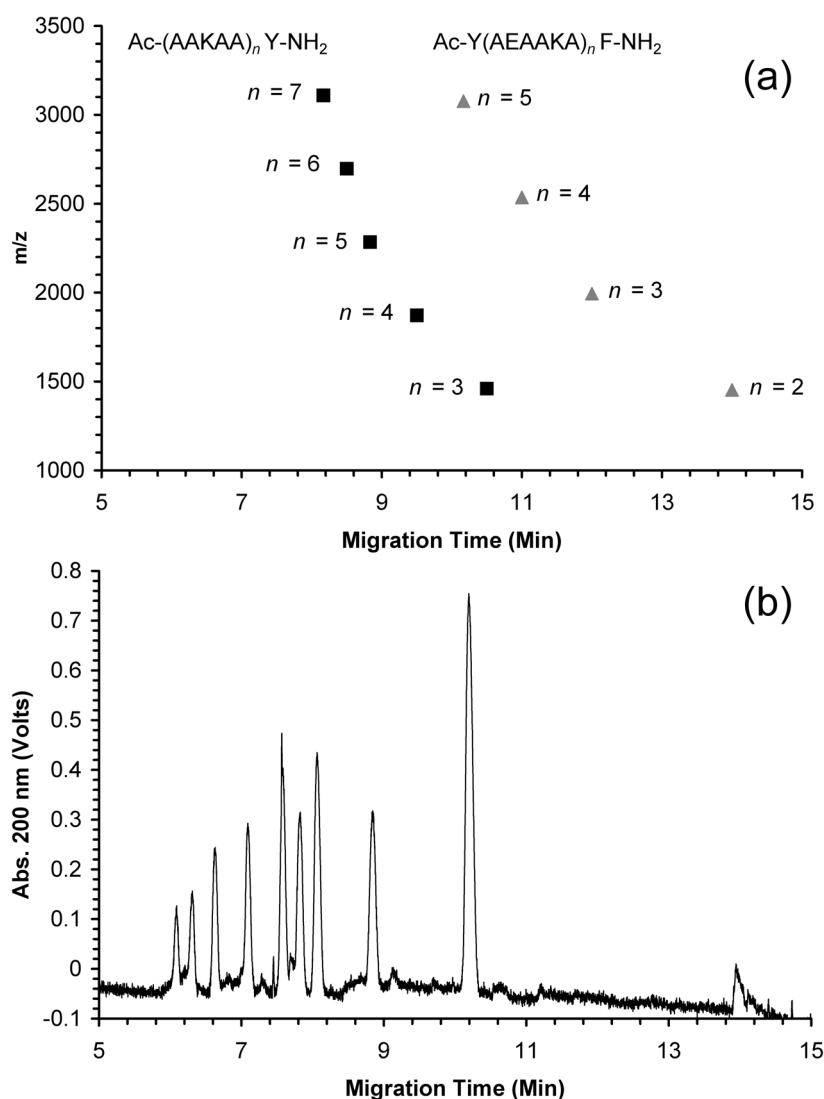 3500
Ac-(AAKAA)n Y-NH2 Ac-Y(AEAAKA)n F-NH2
(a)
n = 7
n = 5
3000
n = 6
n = 4
2500
n = 5
m/z
n = 3
2000
n = 4
1500
n = 3
n = 2
1000
5 7 9 11 13 15
Migration Time (Min)
0.8
(b)
0.7
0.6
0.5
0.4
0.3
0.2
0.1
0
-0.1
Abs. 200 nm (Volts)
5 7 9 11 13 15
Migration Time (Min)